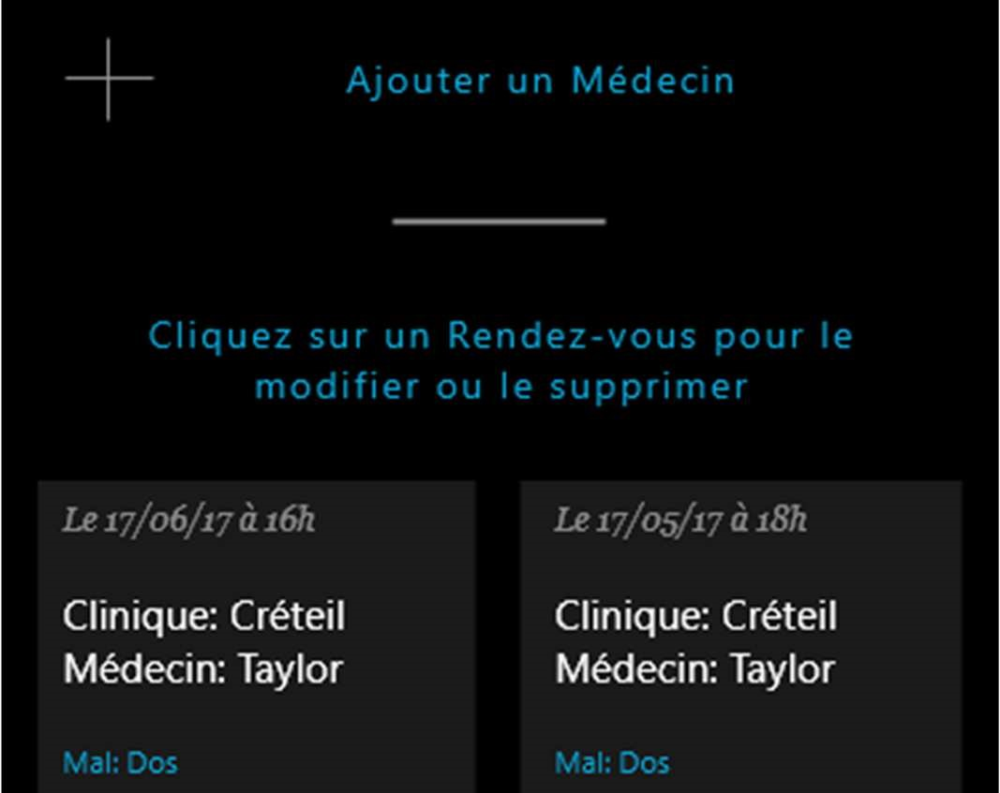 Ajouter un Médecin
Cliquez sur un Rendez-vous pour le
modifier ou le supprimer
Le 17/06/17 à 16h
Clinique: Créteil
Médecin: Taylor
Mal: Dos
Le 17/05/17 à 18h
Clinique: Créteil
Médecin: Taylor
Mal: Dos